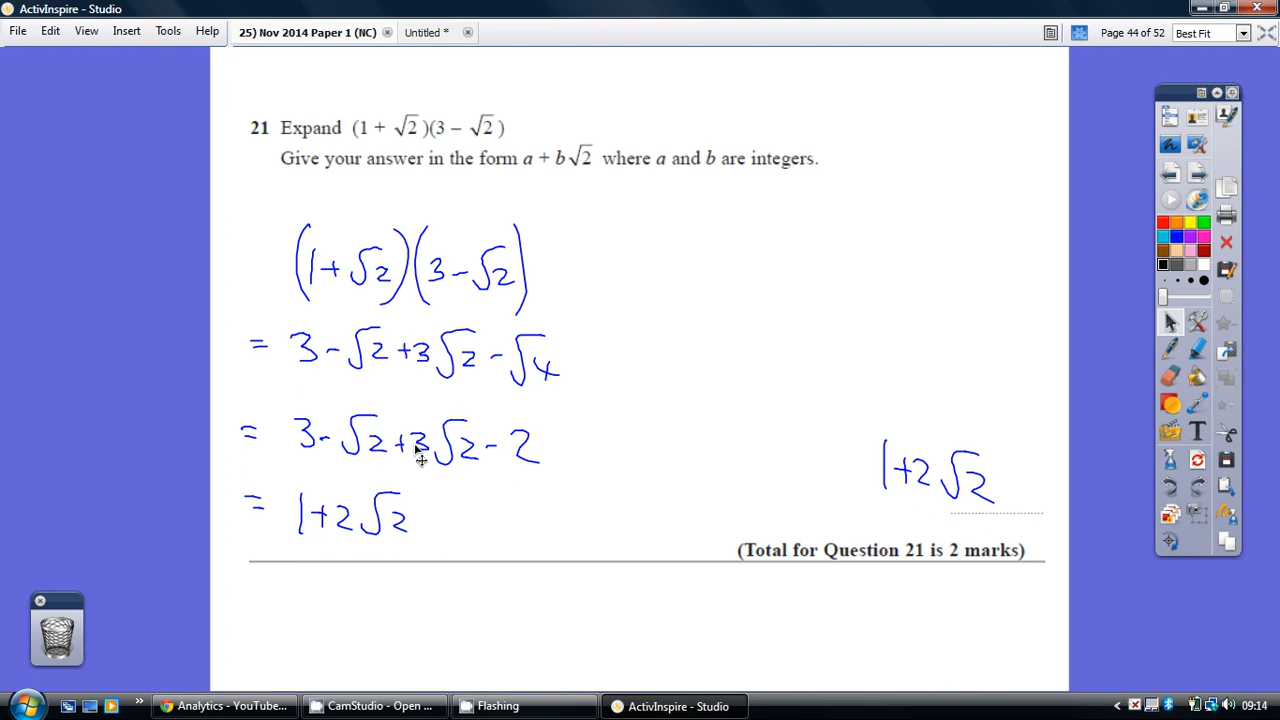 ActivInspire - Studio
File Edit View Insert Tools Help
25) Nov 2014 Paper 1 (NC) Untitled * Page 44 of 52 Best Fit
21 Expand (1 + √2)(3 – √2)
Give your answer in the form a + b√2 where a and b are integers.
(1+√2)(3-√2)
= 3-√2+3√2-√4
= 3-√2+3√2-2
= 1+2√2
1+2√2
(Total for Question 21 is 2 marks)
Analytics - YouTube... CamStudio - Open ... Flashing ActivInspire - Studio 09:14